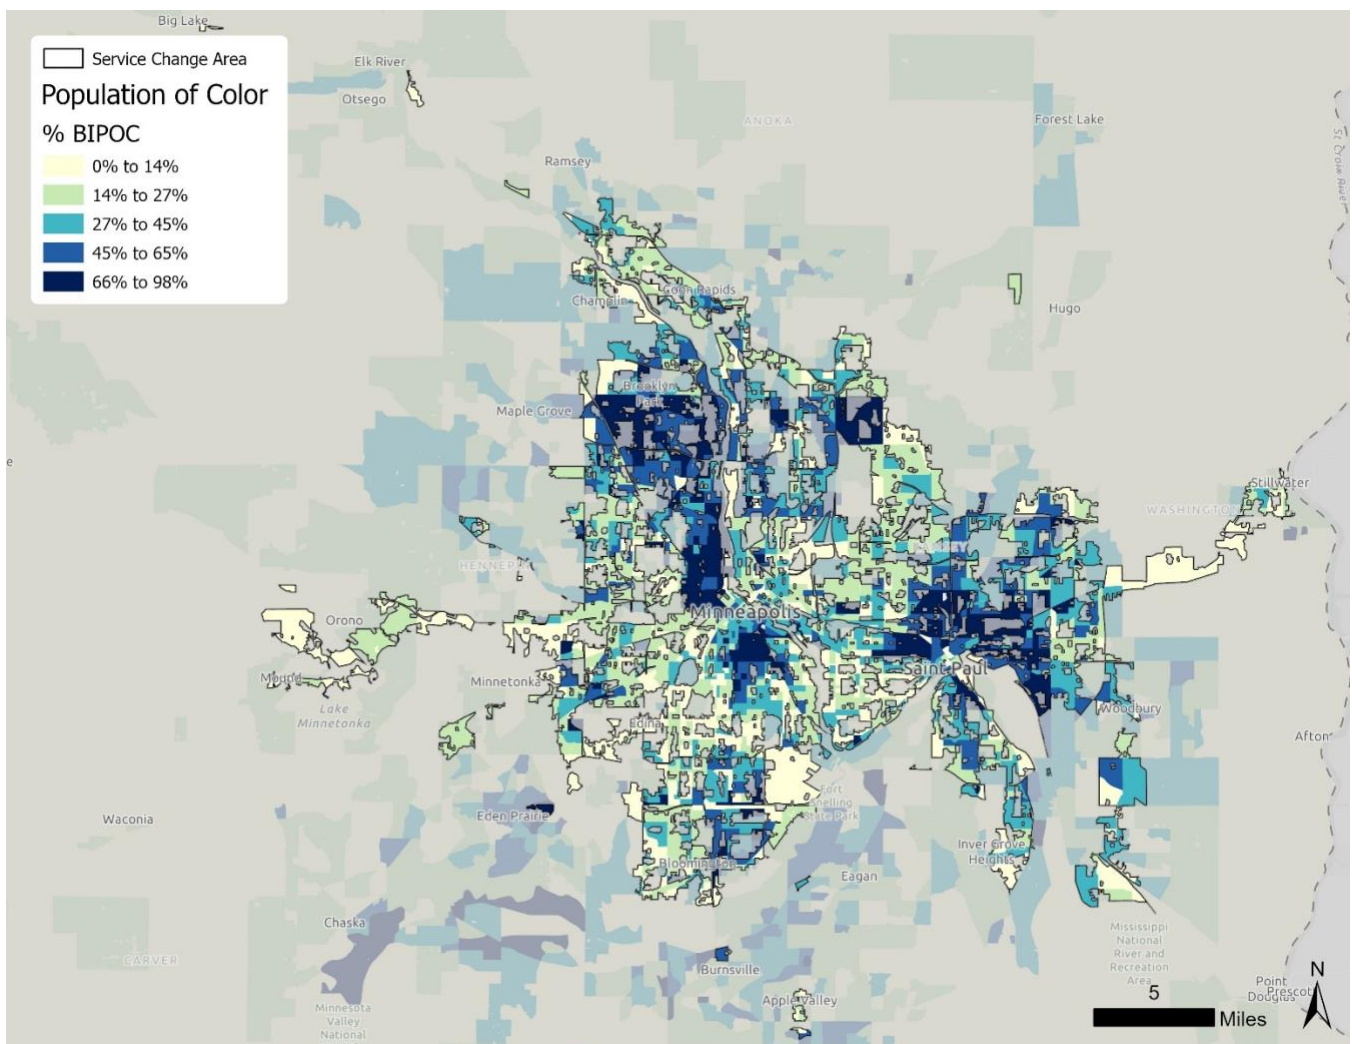 Big Lake
Service Change Area
Population of Color
% BIPOC
0% to 14%
14% to 27%
27% to 45%
45% to 65%
66% to 98%
Elk River
Otsego
ANOKA
Forest Lake
St Croix River
Ramsey
Champlin
Coon Rapids
Hugo
Brooklyn
Park
Maple Grove
e
Stillwater
WASHINGTON
HENNEPIN
RAMSEY
Minneapolis
Orono
Saint Paul
Mound
Minnetonka
Lake
Minnetonka
Edina
Woodbury
Afton
Fort
Snelling
State Park
Waconia
Eden Prairie
Inver Grove
Heights
Bloomington
Eagan
Chaska
CARVER
Mississippi
National
River and
Recreation
Area
Burnsville
Apple Valley
Point
Douglas
Prescott
Minnesota
Valley
National
5
Miles
N